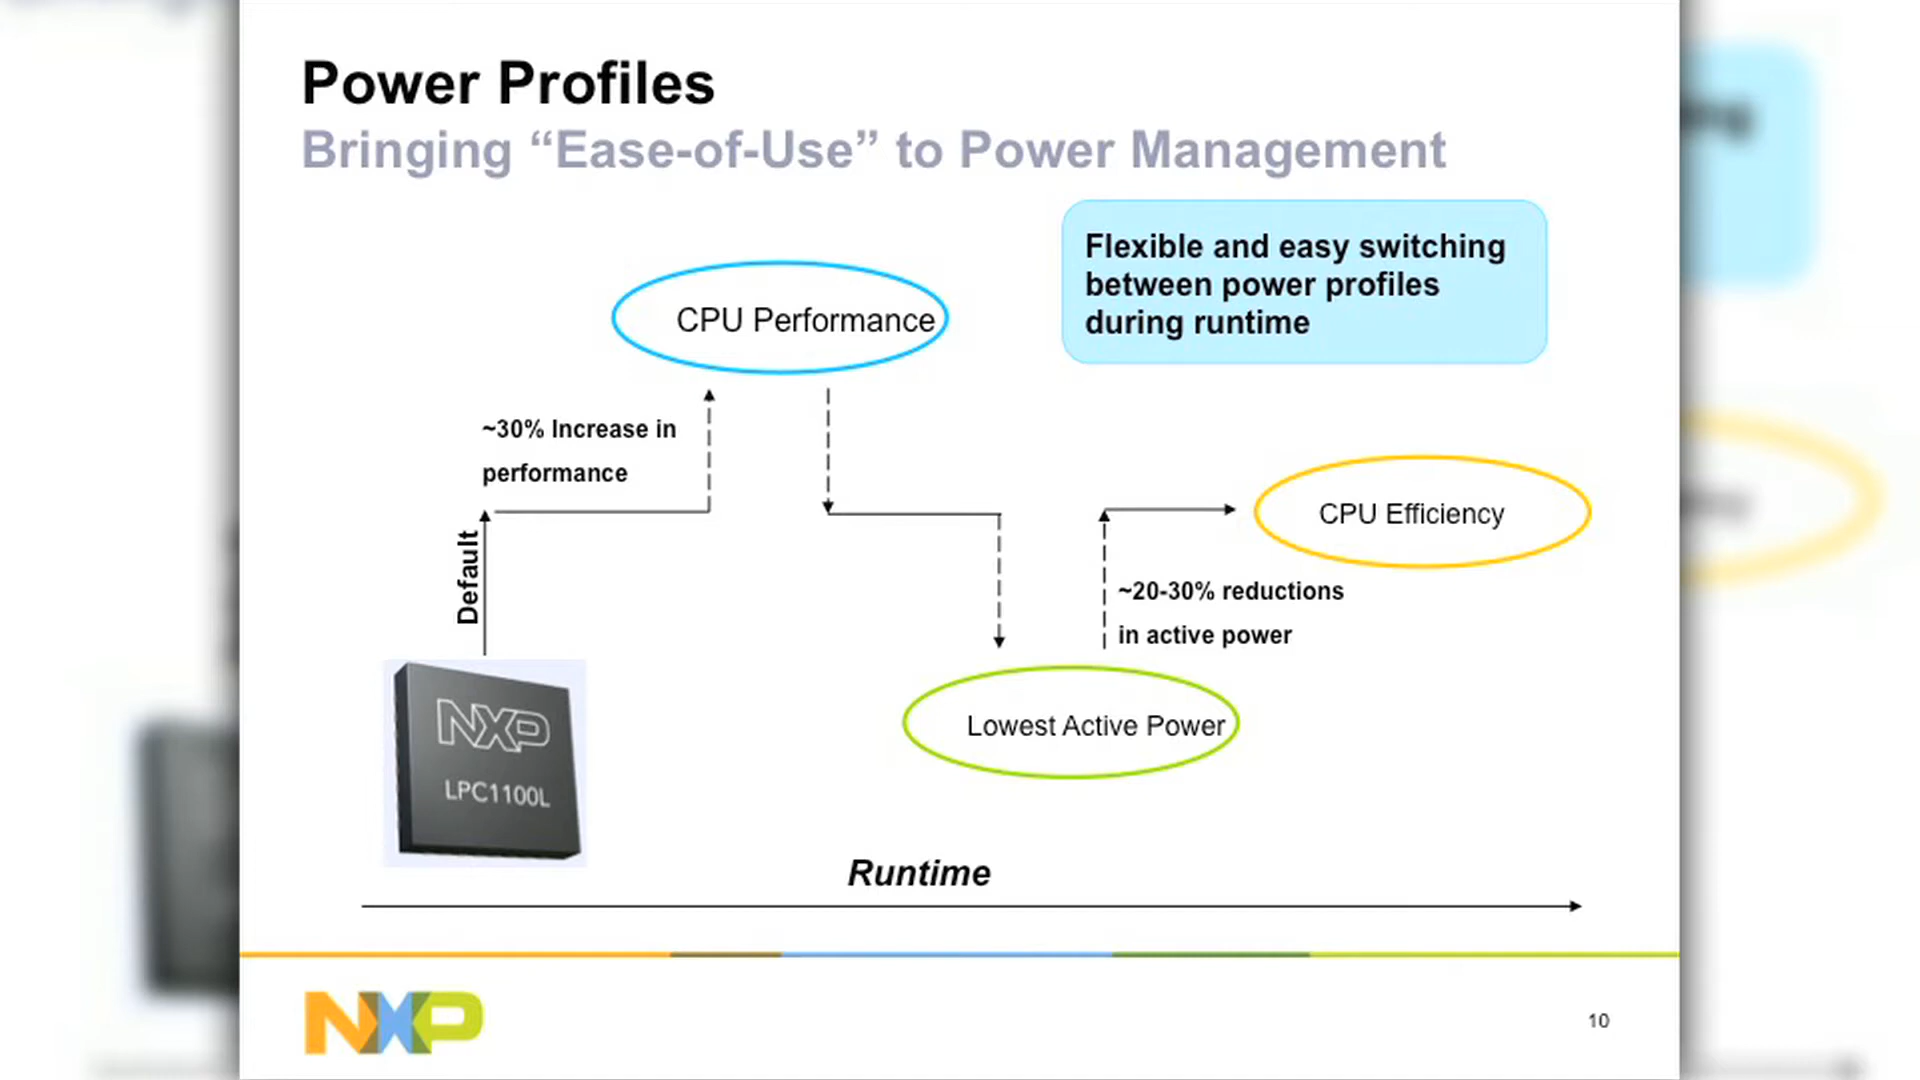 Power Profiles
Bringing “Ease-of-Use” to Power Management
Flexible and easy switching
between power profiles
during runtime
CPU Performance
~30% Increase in
performance
Default
CPU Efficiency
~20-30% reductions
in active power
Lowest Active Power
NXP
LPC1100L
Runtime
NXP
10